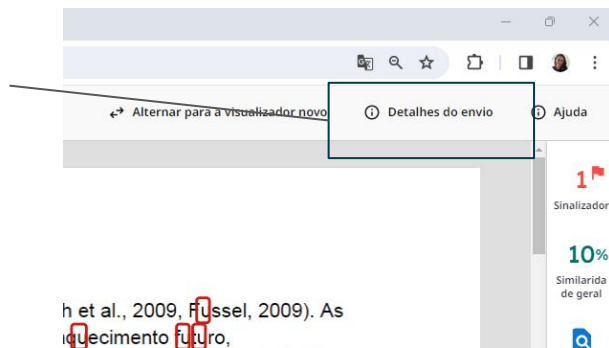 Alternar para a visualizador novo
Detalhes do envio
Ajuda
1
Sinalizador
10%
Similarida
de geral
h et al., 2009, Fussel, 2009). As
quecimento futuro,